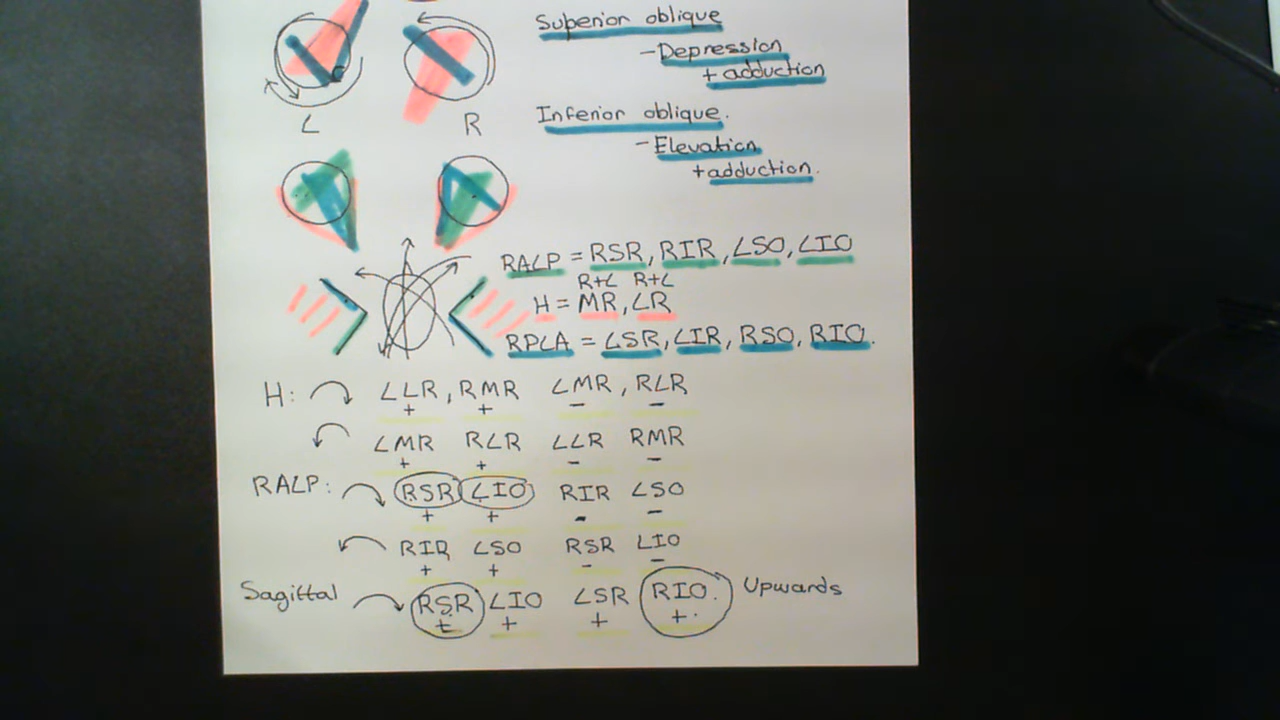 Superior oblique
- Depression
+ adduction
L R
Inferior oblique.
- Elevation
+ adduction.
RALP = RSR, RIR, LSO, LIO
R+L R+L
H = MR, LR
RPLA = LSR, LIR, RSO, RIO.
H: LLR, RMR LMR, RLR
+ + - -
LMR RLR LLR RMR
+ + - -
RALP: RSR LIO RIR LSO
+ + - -
RIR LSO RSR LIO
+ + - -
Sagittal RSR LIO LSR RIO. Upwards
+ + + +